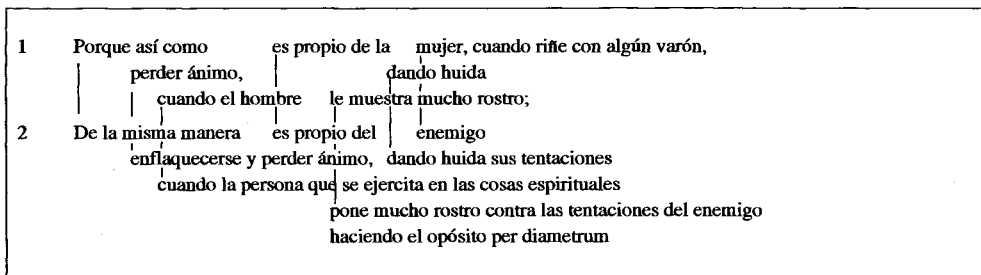 1 Porque así como es propio de la mujer, cuando riñe con algún varón,
perder ánimo, dando huida
cuando el hombre le muestra mucho rostro;
2 De la misma manera es propio del enemigo
enflaquecerse y perder ánimo, dando huida sus tentaciones
cuando la persona que se ejercita en las cosas espirituales
pone mucho rostro contra las tentaciones del enemigo
haciendo el opósito per diametrum